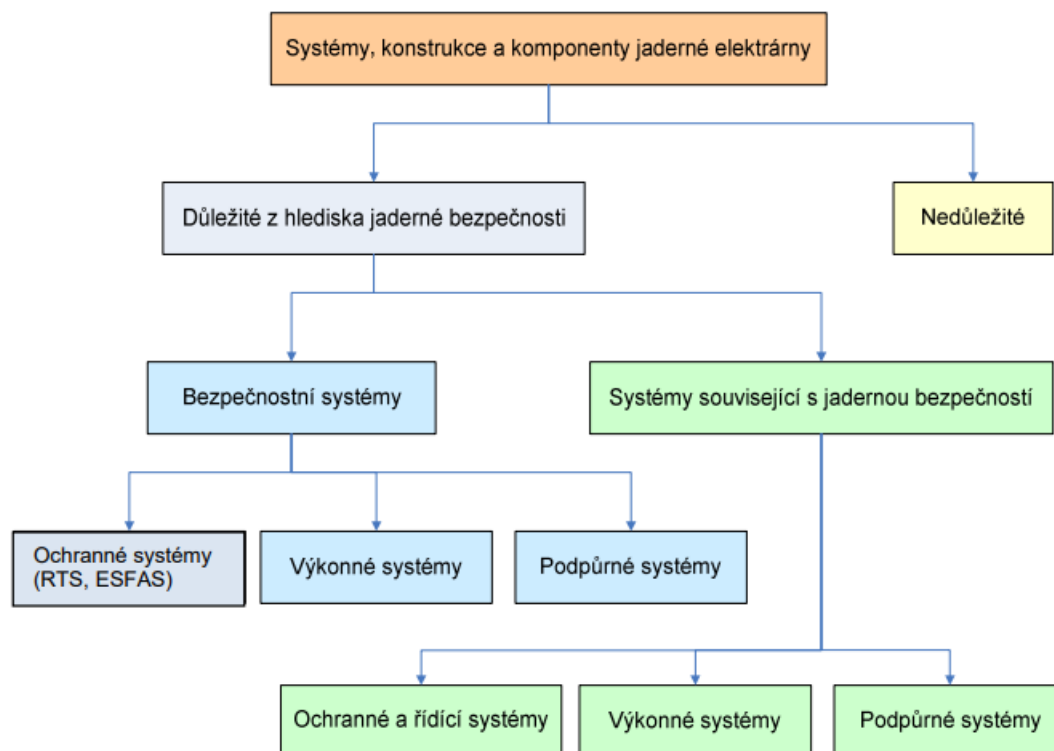 Systémy, konstrukce a komponenty jaderné elektrárny
Důležité z hlediska jaderné bezpečnosti
Nedůležité
Bezpečnostní systémy
Systémy související s jadernou bezpečností
Ochranné systémy
(RTS, ESFAS)
Výkonné systémy
Podpůrné systémy
Ochranné a řídící systémy
Výkonné systémy
Podpůrné systémy